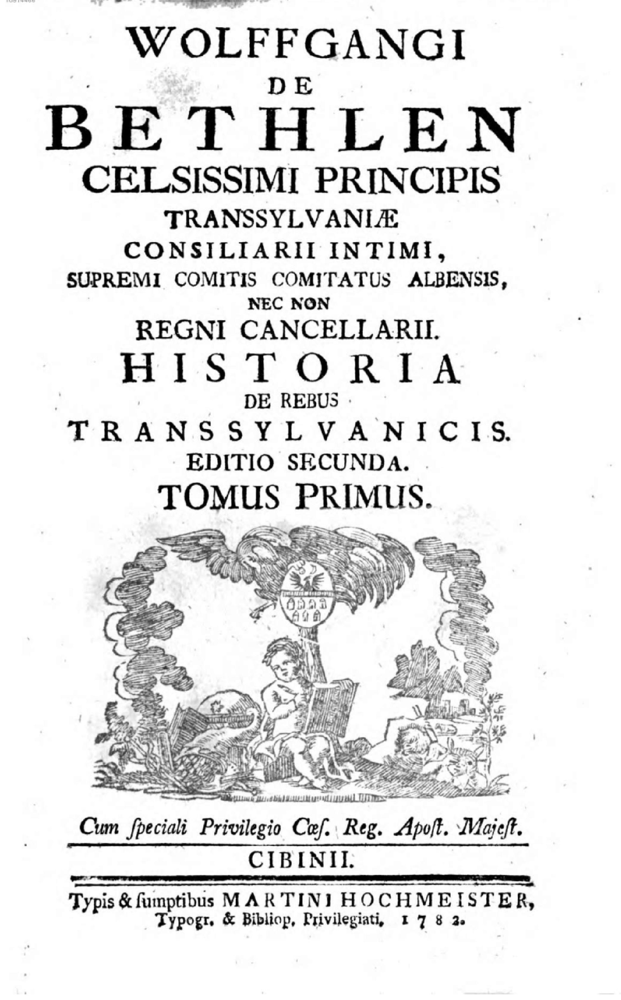 WOLFFGANGI
DE
BETHLEN
CELSISSIMI PRINCIPIS
TRANSSYLVANIÆ
CONSILIARII INTIMI,
SUPREMI COMITIS COMITATUS ALBENSIS,
NEC NON
REGNI CANCELLARII.
HISTORIA
DE REBUS
TRANSSYLVANICIS.
EDITIO SECUNDA.
TOMUS PRIMUS.
Cum ſpeciali Privilegio Cœſ. Reg. Apoſt. Majeſt.
CIBINII.
Typis & ſumptibus MARTINI HOCHMEISTER,
Typogr. & Bibliop. Privilegiati, 1782.